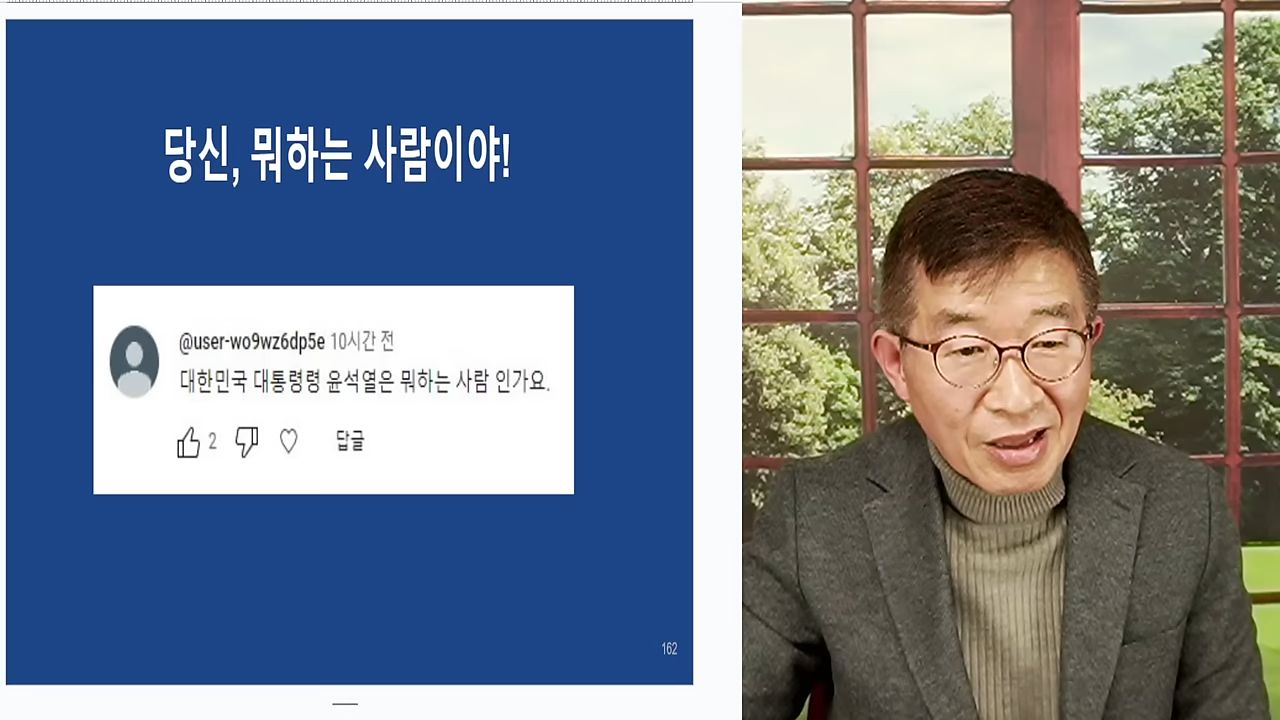 당신, 뭐하는 사람이야!
@user-wo9wz6dp5e 10시간 전
대한민국 대통령령 윤석열은 뭐하는 사람 인가요.
2
답글
162